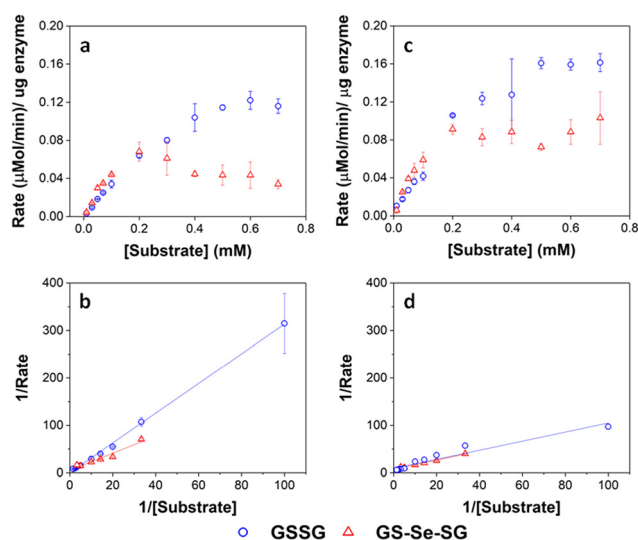 a
Rate (μMol/min)/ ug enzyme
0.16
0.12
0.08
0.04
0.00
0.0 0.2 0.4 0.6 0.8
[Substrate] (mM)
c
Rate (μMol/min)/ μg enzyme
0.16
0.12
0.08
0.04
0.00
0.0 0.2 0.4 0.6 0.8
[Substrate] (mM)
b
1/Rate
400
300
200
100
0
0 20 40 60 80 100
1/[Substrate]
d
1/Rate
400
300
200
100
0
0 20 40 60 80 100
1/[Substrate]
GSSG GS-Se-SG